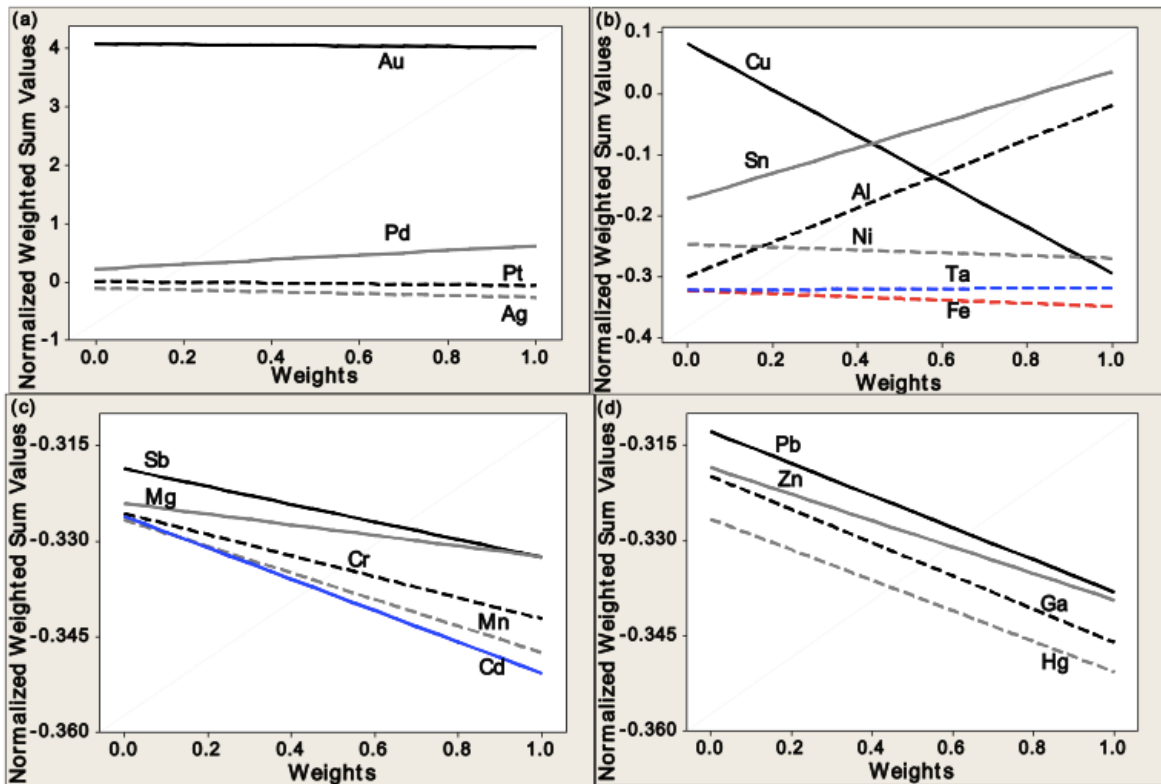 (a)
Normalized Weighted Sum Values
4
3
2
1
0
-1
Au
Pd
Pt
Ag
0.0 0.2 0.4 0.6 0.8 1.0
Weights
(b)
Normalized Weighted Sum Values
0.1
0.0
-0.1
-0.2
-0.3
-0.4
Cu
Sn
Al
Ni
Ta
Fe
0.0 0.2 0.4 0.6 0.8 1.0
Weights
(c)
Normalized Weighted Sum Values
-0.315
-0.330
-0.345
-0.360
Sb
Mg
Cr
Mn
Cd
0.0 0.2 0.4 0.6 0.8 1.0
Weights
(d)
Normalized Weighted Sum Values
-0.315
-0.330
-0.345
-0.360
Pb
Zn
Ga
Hg
0.0 0.2 0.4 0.6 0.8 1.0
Weights